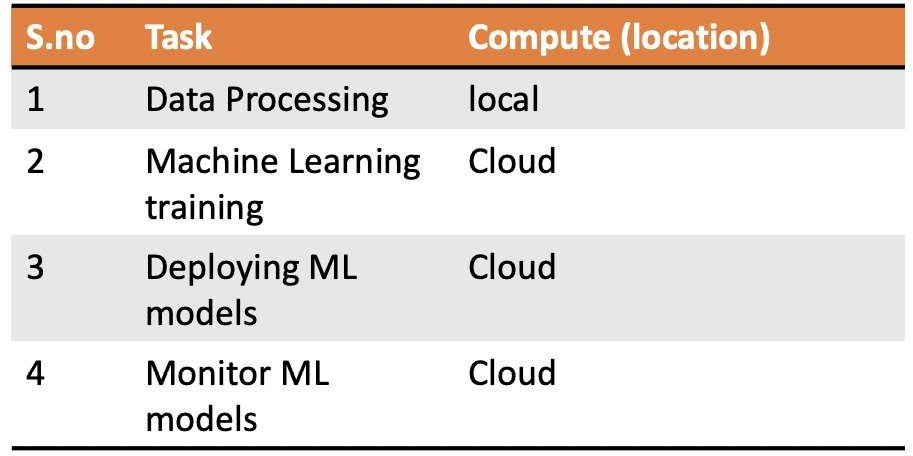 S.no Task Compute (location)
1 Data Processing local
2 Machine Learning Cloud
training
3 Deploying ML Cloud
models
4 Monitor ML Cloud
models